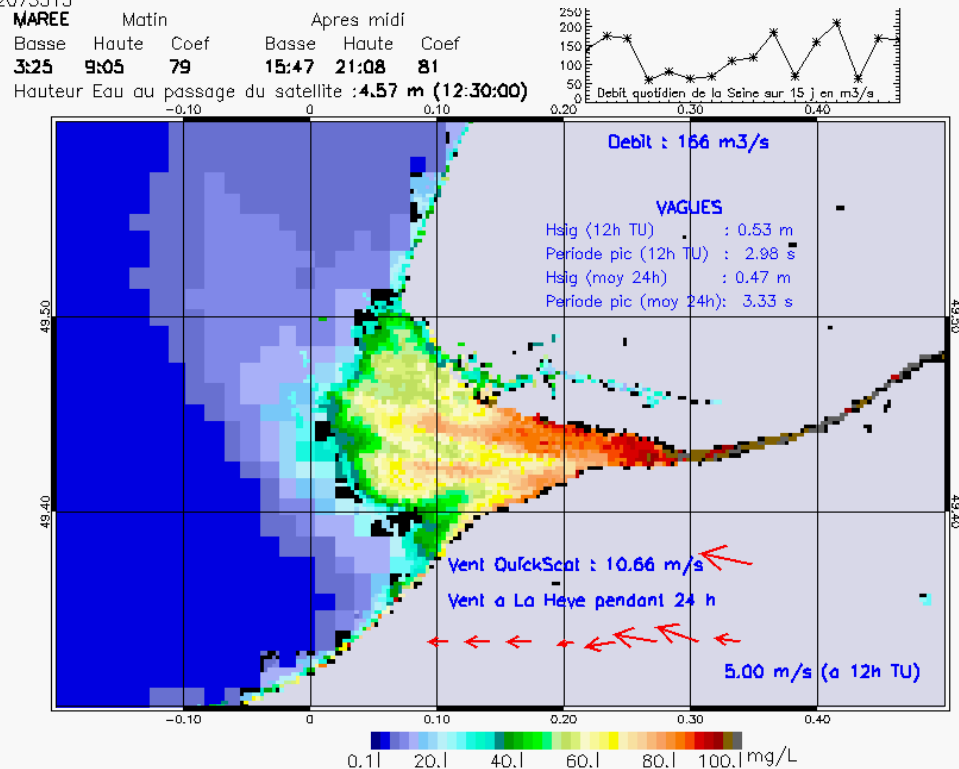 MAREE Matin Apres midi
Basse Haute Coef Basse Haute Coef
3:25 9:05 79 15:47 21:08 81
Hauteur Eau au passage du satellite :4.57 m (12:30:00)
250
200
150
100
50
0
Debit quotidien de la Seine sur 15 j en m3/s
-0.10 0 0.10 0.20 0.30 0.40
Debit : 166 m3/s
VAGUES
Hsig (12h TU) : 0.53 m
Periode pic (12h TU) : 2.98 s
Hsig (moy 24h) : 0.47 m
Periode pic (moy 24h): 3.33 s
49.50 49.50
49.40 49.40
Vent QuickScat : 10.66 m/s
Vent a La Heve pendant 24 h
5.00 m/s (a 12h TU)
-0.10 0 0.10 0.20 0.30 0.40
0.1| 20.| 40.| 60.| 80.| 100.| mg/L